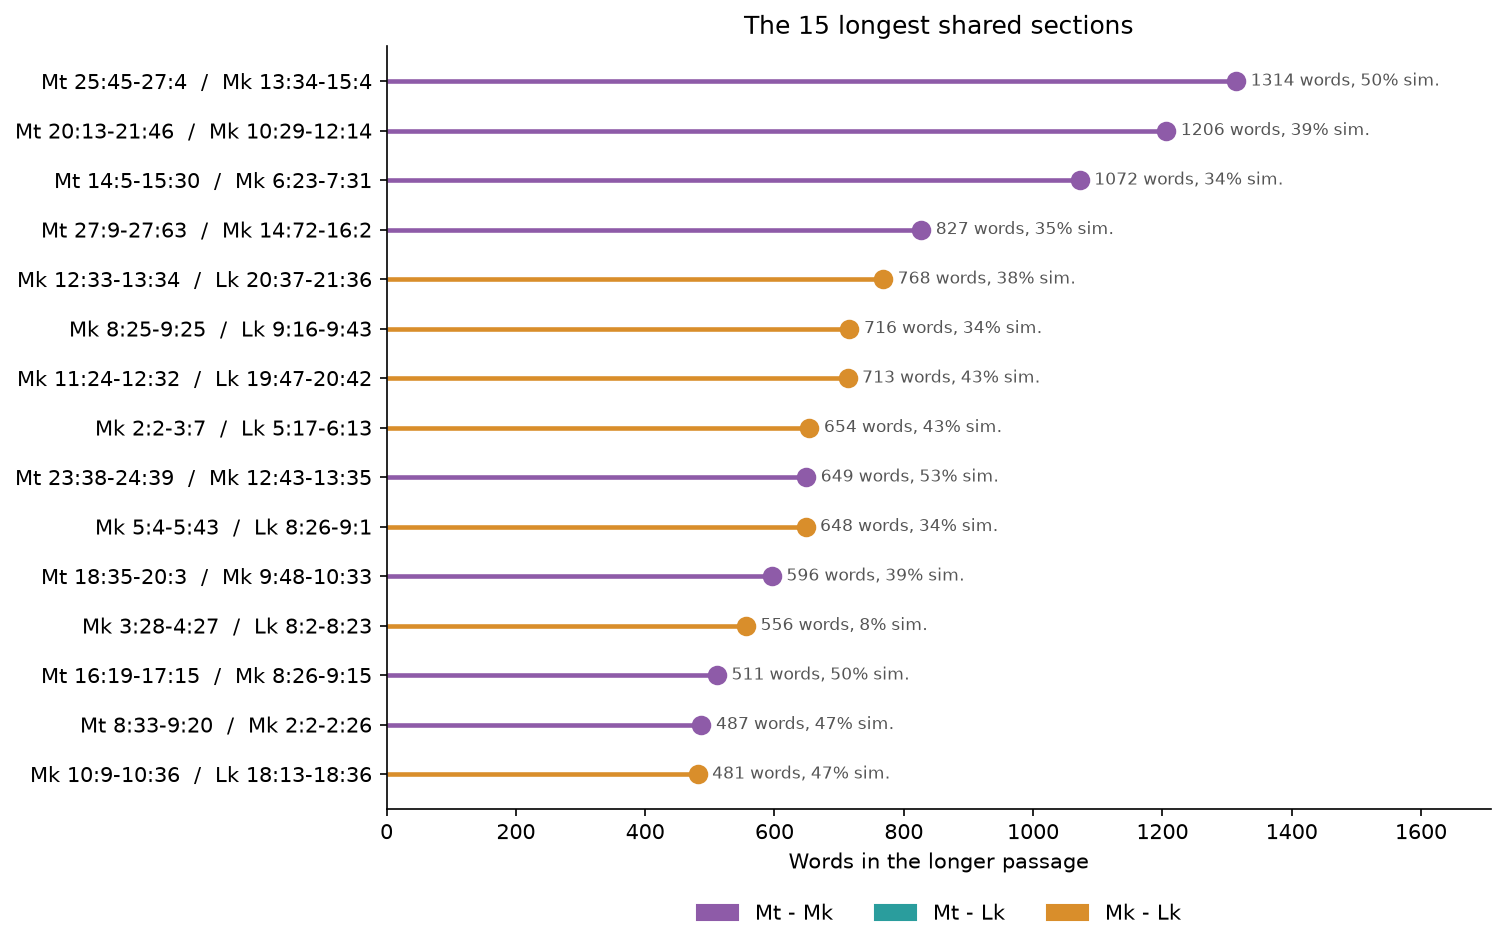 The 15 longest shared sections
Mt 25:45-27:4 / Mk 13:34-15:4 1314 words, 50% sim.
Mt 20:13-21:46 / Mk 10:29-12:14 1206 words, 39% sim.
Mt 14:5-15:30 / Mk 6:23-7:31 1072 words, 34% sim.
Mt 27:9-27:63 / Mk 14:72-16:2 827 words, 35% sim.
Mk 12:33-13:34 / Lk 20:37-21:36 768 words, 38% sim.
Mk 8:25-9:25 / Lk 9:16-9:43 716 words, 34% sim.
Mk 11:24-12:32 / Lk 19:47-20:42 713 words, 43% sim.
Mk 2:2-3:7 / Lk 5:17-6:13 654 words, 43% sim.
Mt 23:38-24:39 / Mk 12:43-13:35 649 words, 53% sim.
Mk 5:4-5:43 / Lk 8:26-9:1 648 words, 34% sim.
Mt 18:35-20:3 / Mk 9:48-10:33 596 words, 39% sim.
Mk 3:28-4:27 / Lk 8:2-8:23 556 words, 8% sim.
Mt 16:19-17:15 / Mk 8:26-9:15 511 words, 50% sim.
Mt 8:33-9:20 / Mk 2:2-2:26 487 words, 47% sim.
Mk 10:9-10:36 / Lk 18:13-18:36 481 words, 47% sim.
0 200 400 600 800 1000 1200 1400 1600
Words in the longer passage
Mt - Mk Mt - Lk Mk - Lk